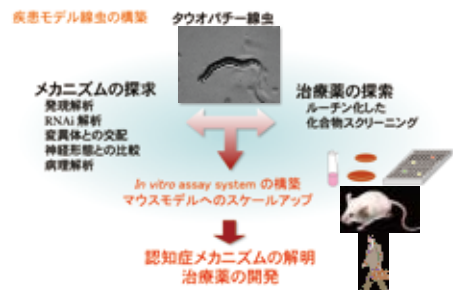 疾患モデル線虫の構築
タウオパチー線虫
メカニズムの探求
発現解析
RNAi 解析
変異体との交配
神経形態との比較
病理解析
治療薬の探索
ルーチン化した
化合物スクリーニング
In vitro assay system の構築
マウスモデルへのスケールアップ
認知症メカニズムの解明
治療薬の開発